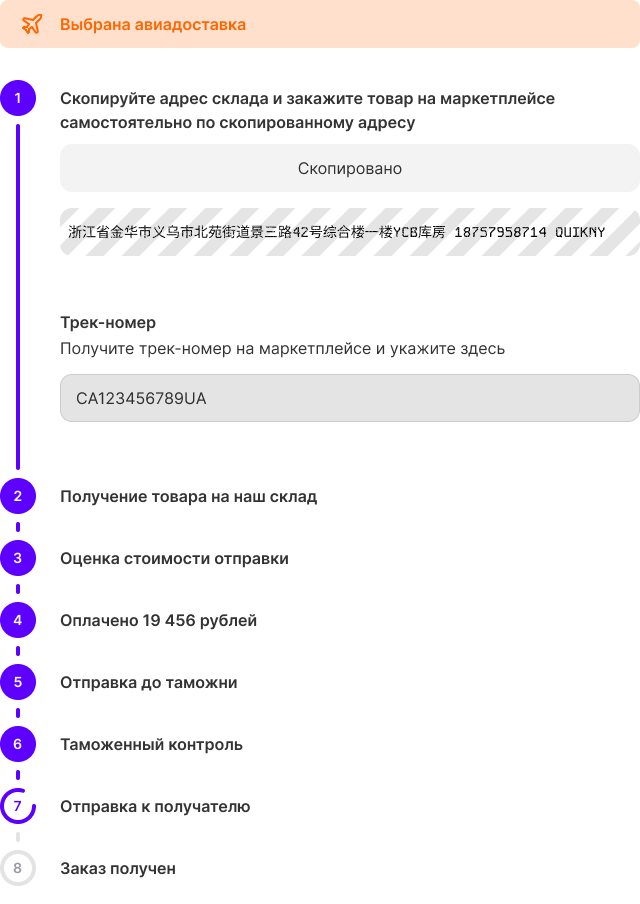 Выбрана авиадоставка
1
Скопируйте адрес склада и закажите товар на маркетплейсе
самостоятельно по скопированному адресу
Скопировано
浙江省金华市义乌市北苑街道景三路42号综合楼一楼YCB库房 18757958714 QUIKNY
Трек-номер
Получите трек-номер на маркетплейсе и укажите здесь
CA123456789UA
2
Получение товара на наш склад
3
Оценка стоимости отправки
4
Оплачено 19 456 рублей
5
Отправка до таможни
6
Таможенный контроль
7
Отправка к получателю
8
Заказ получен